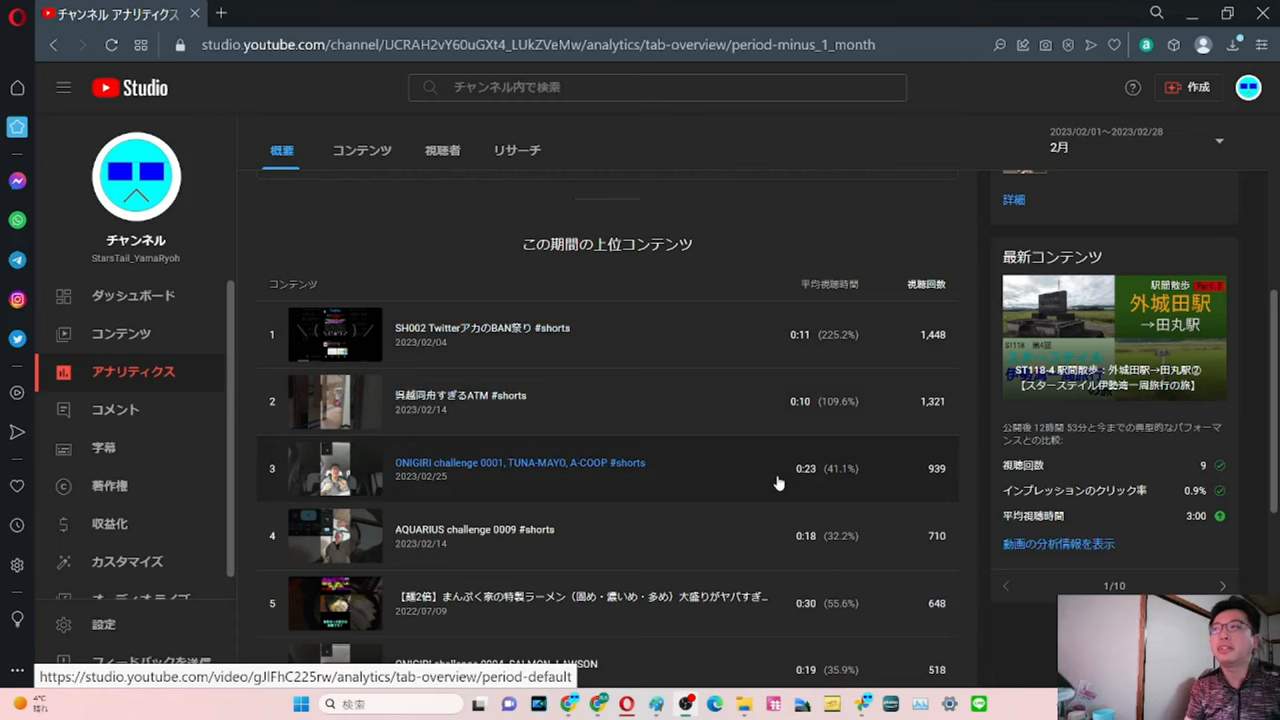 チャンネル アナリティクス
studio.youtube.com/channel/UCRAH2vY60uGXt4_LUkZVeMw/analytics/tab-overview/period-minus_1_month
Studio
チャンネル内で検索
作成
チャンネル
StarsTail_YamaRyoh
ダッシュボード
コンテンツ
アナリティクス
コメント
字幕
著作権
収益化
カスタマイズ
設定
概要
コンテンツ
視聴者
リサーチ
2023/02/01～2023/02/28
2月
この期間の上位コンテンツ
コンテンツ
平均視聴時間
視聴回数
1
SH002 TwitterアカのBAN祭り #shorts
2023/02/04
0:11 (225.2%)
1,448
2
呉越同舟すぎるATM #shorts
2023/02/14
0:10 (109.6%)
1,321
3
ONIGIRI challenge 0001, TUNA-MAYO, A-COOP #shorts
2023/02/25
0:23 (41.1%)
939
4
AQUARIUS challenge 0009 #shorts
2023/02/14
0:18 (32.2%)
710
5
【麺2倍】まんぷく家の特製ラーメン（固め・濃いめ・多め）大盛りがヤバすぎ...
2022/07/09
0:30 (55.6%)
648
0:19 (35.9%)
518
詳細
最新コンテンツ
駅間散歩 Part 2
外城田駅
→田丸駅
S118 第4回
ST118-4 駅間散歩：外城田駅→田丸駅②
【スターステイル伊勢湾一周旅行の旅】
公開後 12時間 53分と今までの典型的なパフォーマ
ンスとの比較:
視聴回数
9
インプレッションのクリック率
0.9%
平均視聴時間
3:00
動画の分析情報を表示
1/10
https://studio.youtube.com/video/gJlFhC225rw/analytics/tab-overview/period-default
4℃
晴れ
検索